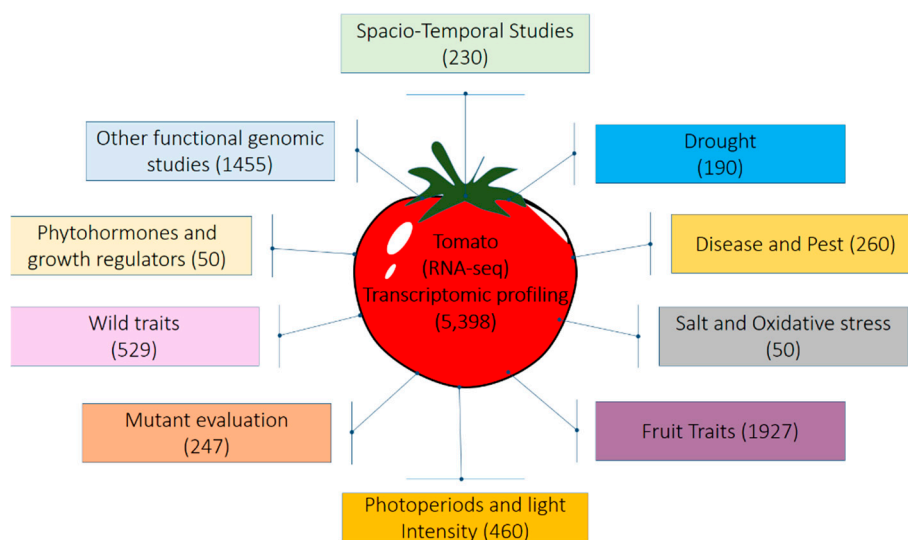 Spacio-Temporal Studies
(230)
Other functional genomic
studies (1455)
Drought
(190)
Phytohormones and
growth regulators (50)
Tomato
(RNA-seq)
Transcriptomic profiling
(5,398)
Disease and Pest (260)
Wild traits
(529)
Salt and Oxidative stress
(50)
Mutant evaluation
(247)
Fruit Traits (1927)
Photoperiods and light
Intensity (460)